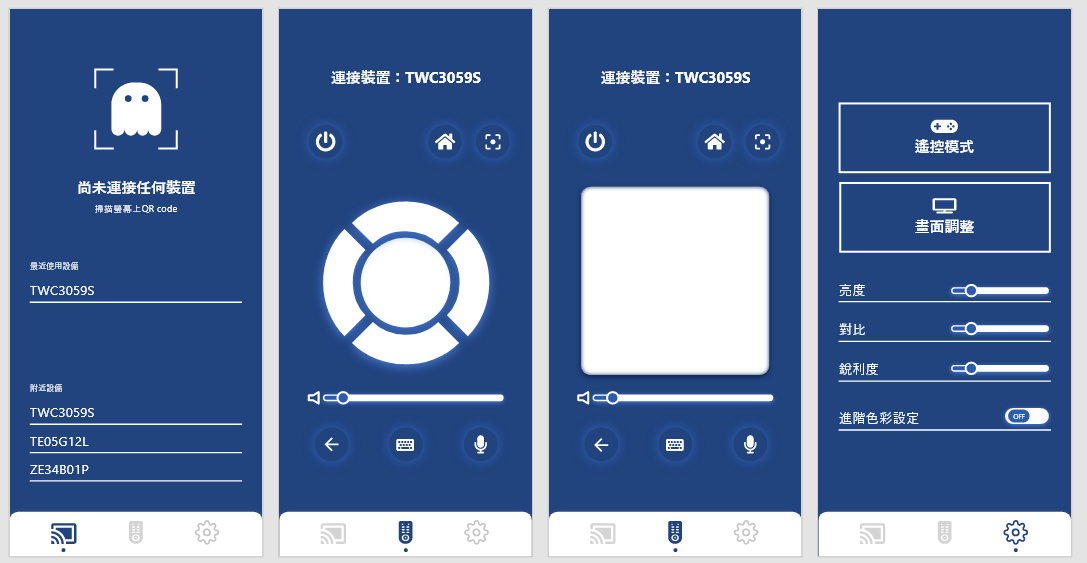 尚未連接任何裝置
掃描螢幕上QR code
最近使用設備
TWC3059S
附近設備
TWC3059S
TE05G12L
ZE34B01P
連接裝置：TWC3059S
連接裝置：TWC3059S
遙控模式
畫面調整
亮度
對比
銳利度
進階色彩設定
OFF